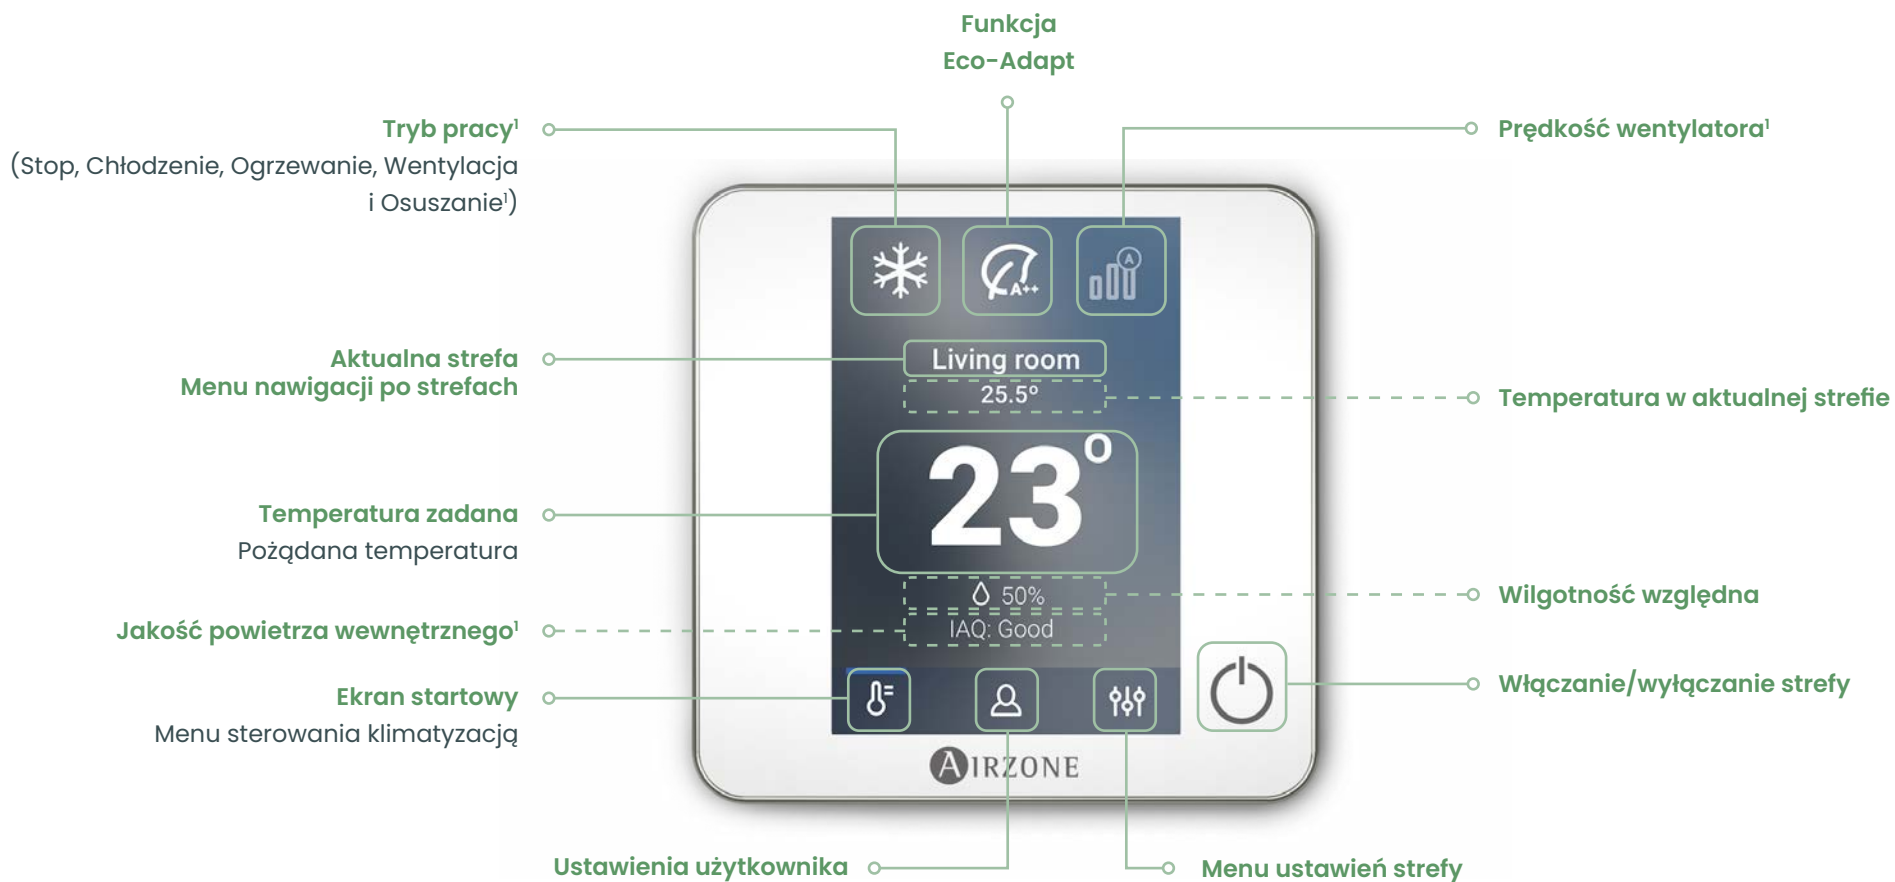 Funkcja
Eco-Adapt
Tryb pracy¹
(Stop, Chłodzenie, Ogrzewanie, Wentylacja
i Osuszanie¹)
Prędkość wentylatora¹
A++
A
Aktualna strefa
Menu nawigacji po strefach
Living room
25.5°
Temperatura w aktualnej strefie
23°
Temperatura zadana
Pożądana temperatura
50%
Wilgotność względna
Jakość powietrza wewnętrznego¹
IAQ: Good
Ekran startowy
Menu sterowania klimatyzacją
Włączanie/wyłączanie strefy
AIRZONE
Ustawienia użytkownika
Menu ustawień strefy